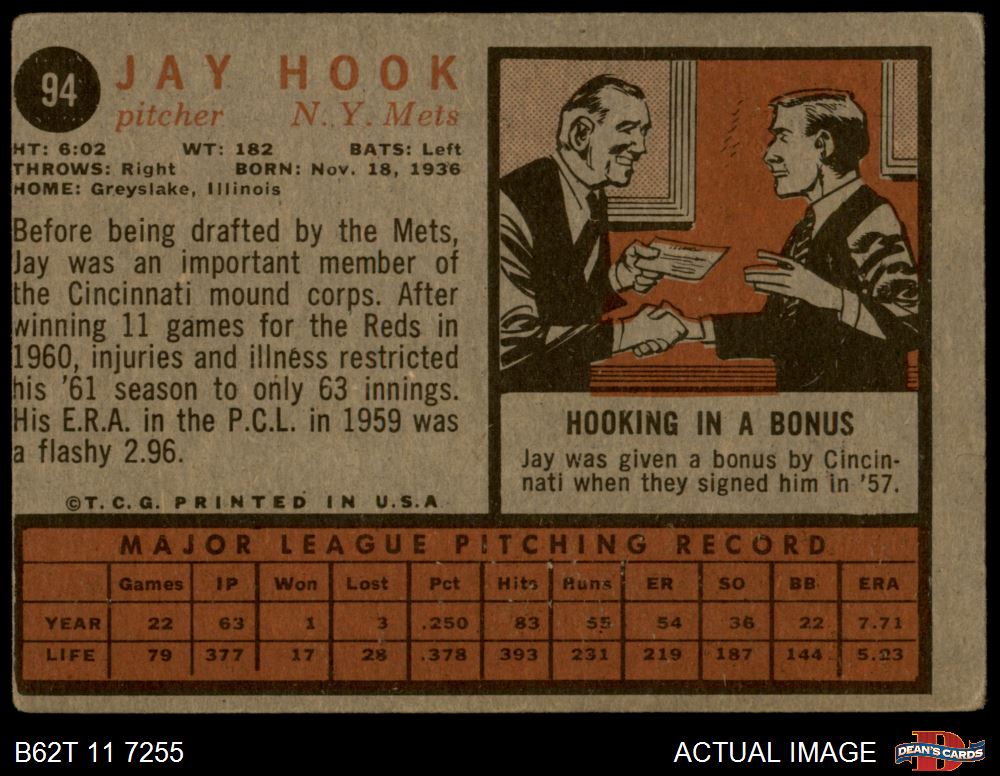 94
JAY HOOK
pitcher N. Y. Mets
HT: 6:02 WT: 182 BATS: Left
THROWS: Right BORN: Nov. 18, 1936
HOME: Greyslake, Illinois
Before being drafted by the Mets,
Jay was an important member of
the Cincinnati mound corps. After
winning 11 games for the Reds in
1960, injuries and illness restricted
his '61 season to only 63 innings.
His E.R.A. in the P.C.L. in 1959 was
a flashy 2.96.
©T.C.G. PRINTED IN U.S.A
HOOKING IN A BONUS
Jay was given a bonus by Cincin-
nati when they signed him in '57.
MAJOR LEAGUE PITCHING RECORD
Games IP Won Lost Pct Hits Runs ER SO BB ERA
YEAR 22 63 1 3 .250 83 55 54 36 22 7.71
LIFE 79 377 17 28 .378 393 231 219 187 144 5.23
B62T 11 7255 ACTUAL IMAGE DEAN'S CARDS